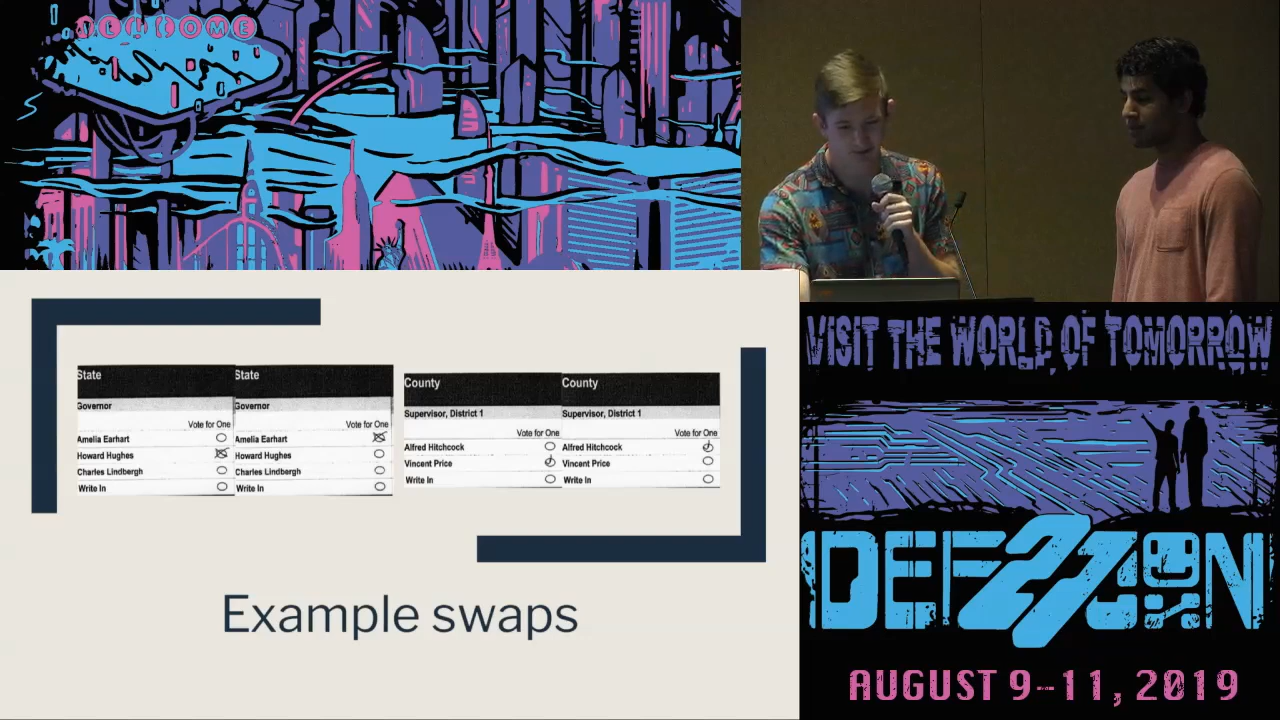 WELCOME
State
Governor
Vote for One
Amelia Earhart
Howard Hughes
Charles Lindbergh
Write In
State
Governor
Vote for One
Amelia Earhart
Howard Hughes
Charles Lindbergh
Write In
County
Supervisor, District 1
Vote for One
Alfred Hitchcock
Vincent Price
Write In
County
Supervisor, District 1
Vote for One
Alfred Hitchcock
Vincent Price
Write In
Example swaps
VISIT THE WORLD OF TOMORROW
DEF 27 CON
AUGUST 9-11, 2019